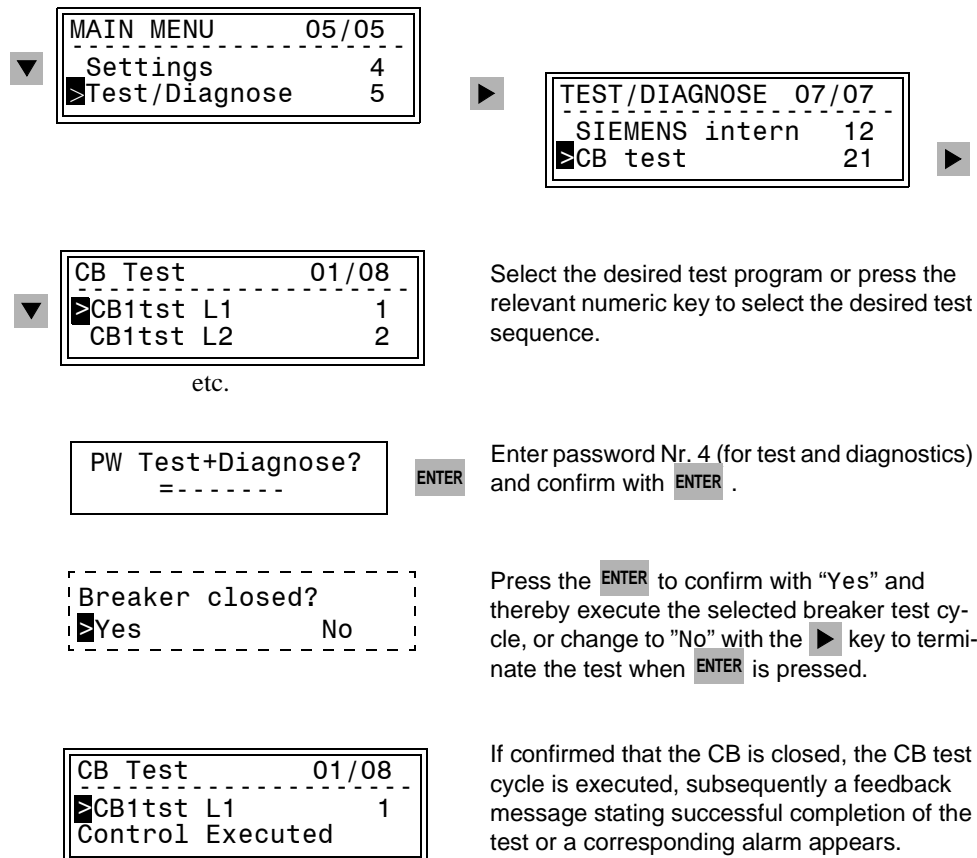 MAIN MENU 05/05
Settings 4
>Test/Diagnose 5
TEST/DIAGNOSE 07/07
SIEMENS intern 12
>CB test 21
CB Test 01/08
>CB1tst L1 1
CB1tst L2 2
etc.
Select the desired test program or press the
relevant numeric key to select the desired test
sequence.
PW Test+Diagnose?
=-------
ENTER
Enter password Nr. 4 (for test and diagnostics)
and confirm with ENTER .
Breaker closed?
>Yes No
Press the ENTER to confirm with “Yes” and
thereby execute the selected breaker test cy-
cle, or change to ”No” with the ▶ key to termi-
nate the test when ENTER is pressed.
CB Test 01/08
>CB1tst L1 1
Control Executed
If confirmed that the CB is closed, the CB test
cycle is executed, subsequently a feedback
message stating successful completion of the
test or a corresponding alarm appears.